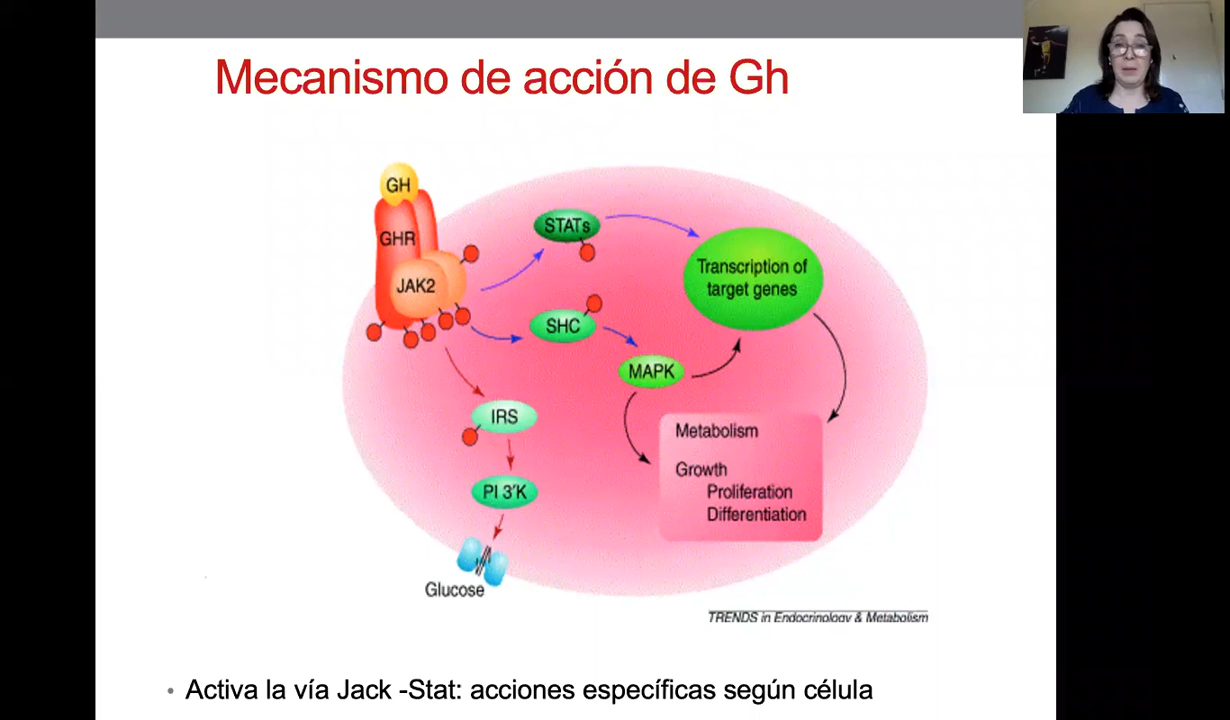 Mecanismo de acción de Gh
GH
GHR
JAK2
STATs
SHC
MAPK
Transcription of
target genes
IRS
PI 3'K
Glucose
Metabolism
Growth
Proliferation
Differentiation
TRENDS in Endocrinology & Metabolism
• Activa la vía Jack -Stat: acciones específicas según célula